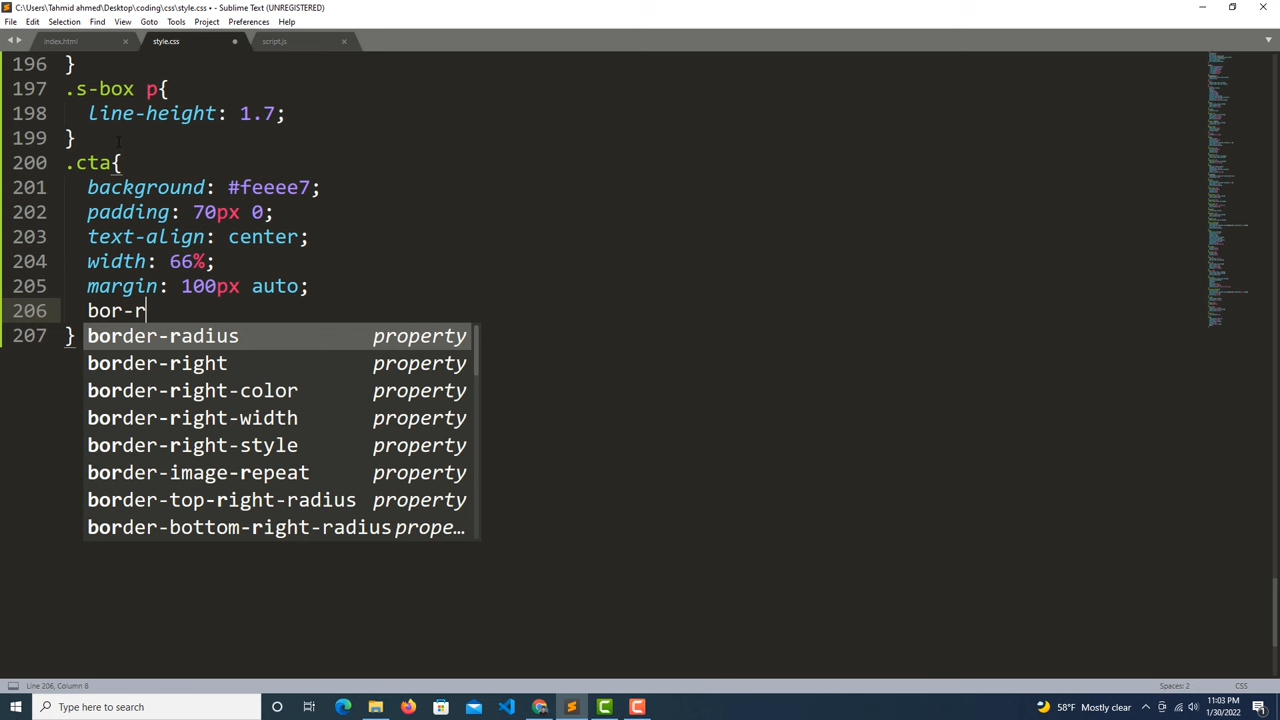 C:\Users\Tahmid ahmed\Desktop\coding\css\style.css • - Sublime Text (UNREGISTERED)
File Edit Selection Find View Goto Tools Project Preferences Help
index.html style.css script.js
196 }
197 .s-box p{
198 line-height: 1.7;
199 }
200 .cta{
201 background: #feeee7;
202 padding: 70px 0;
203 text-align: center;
204 width: 66%;
205 margin: 100px auto;
206 bor-r
207 }
border-radius property
border-right property
border-right-color property
border-right-width property
border-right-style property
border-image-repeat property
border-top-right-radius property
border-bottom-right-radius prope…
Line 206, Column 8 Spaces: 2 CSS
Type here to search 58°F Mostly clear 11:03 PM
1/30/2022